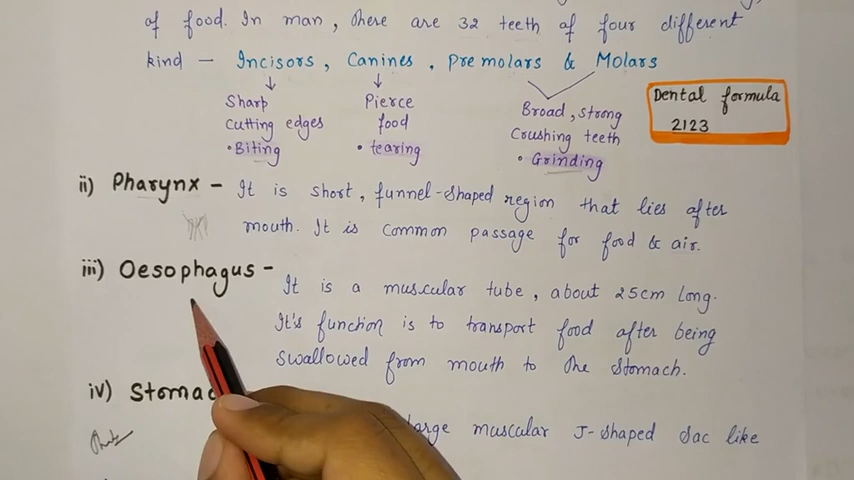 of food. In man, there are 32 teeth of four different
kind - Incisors, Canines, Premolars & Molars
Sharp
Cutting edges
• Biting
Pierce
food
• tearing
Broad, strong
Crushing teeth
• Grinding
Dental formula
2123
ii) Pharynx - It is short, funnel-shaped region that lies after
mouth. It is common passage for food & air.
iii) Oesophagus - It is a muscular tube, about 25cm long.
It's function is to transport food after being
swallowed from mouth to the stomach.
iv) Stomac
large muscular J-shaped sac like